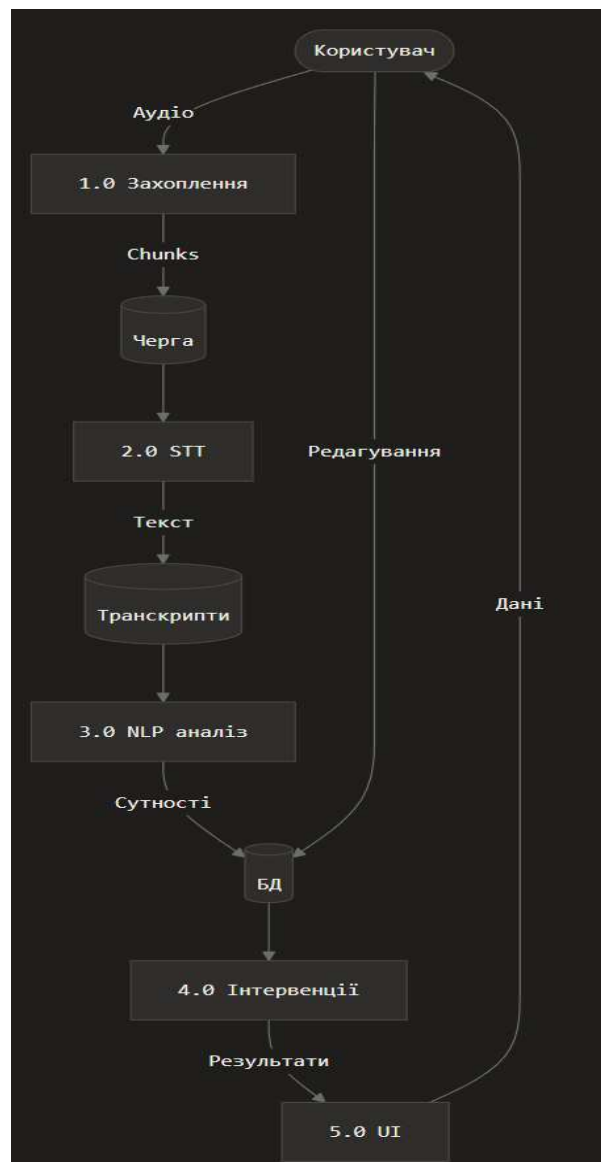 Користувач
Аудіо
1.0 Захоплення
Chunks
Черга
2.0 STT
Редагування
Текст
Транскрипти
Дані
3.0 NLP аналіз
Сутності
БД
4.0 Інтервенції
Результати
5.0 UI